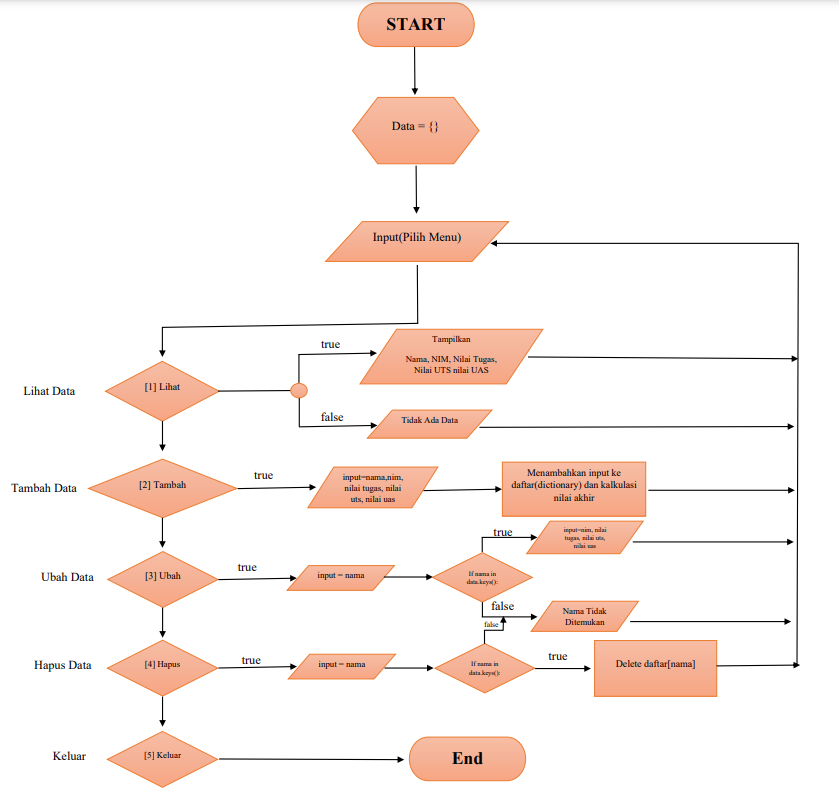 START
Data = {}
Input(Pilih Menu)
true
Tampilkan
Nama, NIM, Nilai Tugas,
Nilai UTS nilai UAS
Lihat Data
[1] Lihat
false
Tidak Ada Data
Tambah Data
[2] Tambah
true
input=nama,nim,
nilai tugas, nilai
uts, nilai uas
Menambahkan input ke
daftar(dictionary) dan kalkulasi
nilai akhir
true
input=nim, nilai
tugas, nilai uts,
nilai uas
Ubah Data
[3] Ubah
true
input = nama
If nama in
data.keys():
false
Nama Tidak
Ditemukan
false
Hapus Data
[4] Hapus
true
input = nama
If nama in
data.keys():
true
Delete daftar[nama]
Keluar
[5] Keluar
End